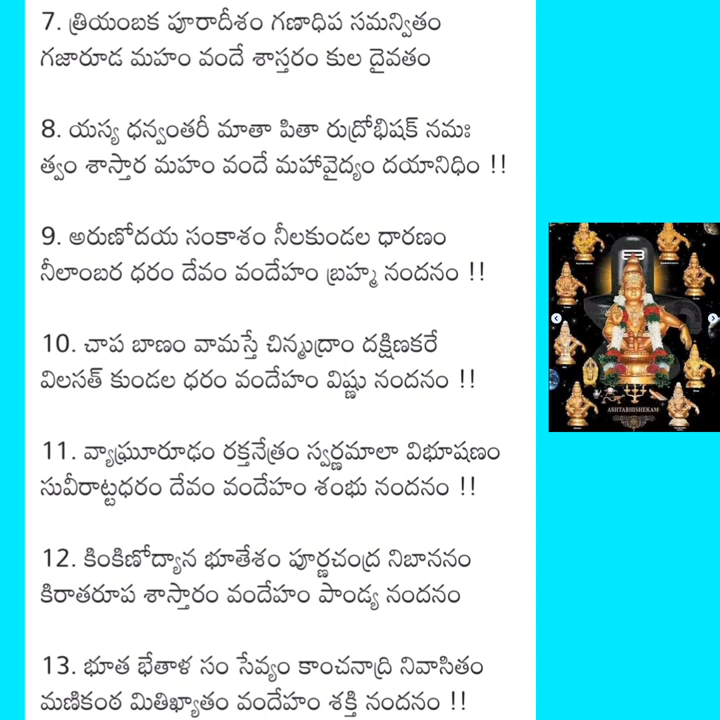 7. త్రియంబక పూరాదీశం గణాధిప సమన్వితం
గజారూడ మహం వందే శాస్తరం కుల దైవతం
8. యస్య ధన్వంతరీ మాతా పితా రుద్రోభిషక్ నమః
త్వం శాస్తార మహం వందే మహావైద్యం దయానిధిం !!
9. అరుణోదయ సంకాశం నీలకుండల ధారణం
నీలాంబర ధరం దేవం వందేహం బ్రహ్మ నందనం !!
10. చాప బాణం వామస్తే చిన్ముద్రాం దక్షిణకరే
విలసత్ కుండల ధరం వందేహం విష్ణు నందనం !!
11. వ్యాఘ్రూరూఢం రక్తనేత్రం స్వర్ణమాలా విభూషణం
సువీరాట్టధరం దేవం వందేహం శంభు నందనం !!
12. కింకిణోద్యాన భూతేశం పూర్ణచంద్ర నిబాననం
కిరాతరూప శాస్తారం వందేహం పాండ్య నందనం
13. భూత భేతాళ సం సేవ్యం కాంచనాద్రి నివాసితం
మణికంఠ మితిఖ్యాతం వందేహం శక్తి నందనం !!
ASHTABHISHEKAM